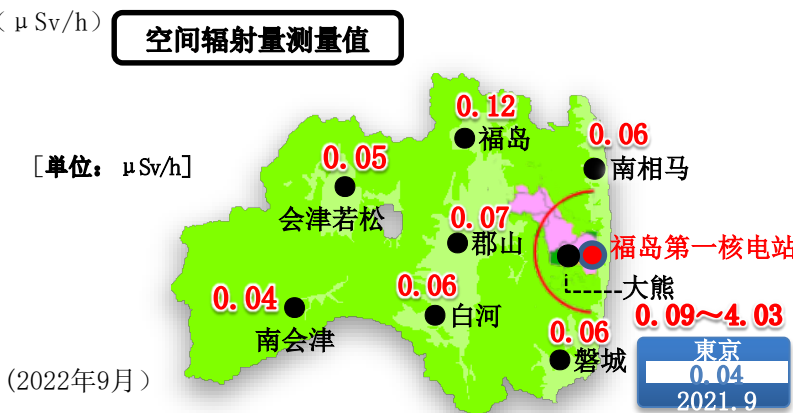 （μSv/h）
空间辐射量测量值
0.12
福岛
0.06
南相马
［単位：μSv/h］
0.05
会津若松
0.07
郡山
福岛第一核电站
大熊
0.09～4.03
0.04
南会津
0.06
白河
0.06
磐城
東京
0.04
2021.9
(2022年9月）